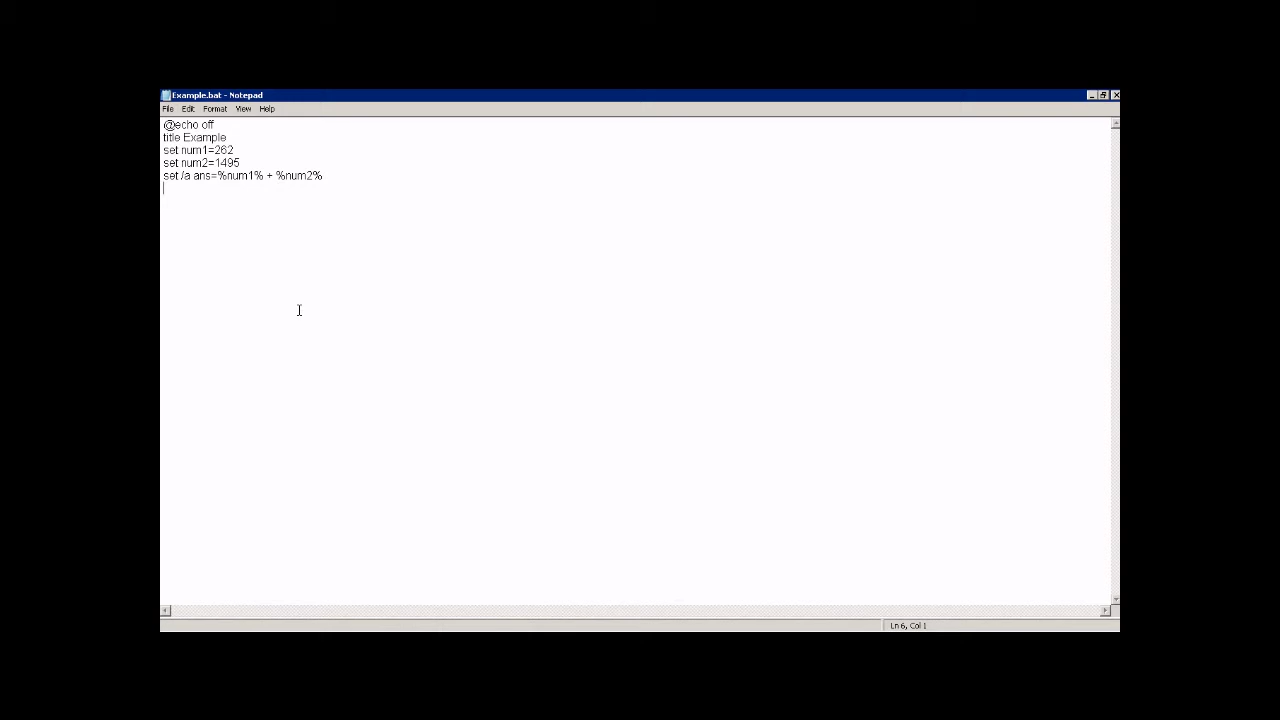 Example.bat - Notepad
File Edit Format View Help
@echo off
title Example
set num1=262
set num2=1495
set /a ans=%num1% + %num2%
Ln 6, Col 1